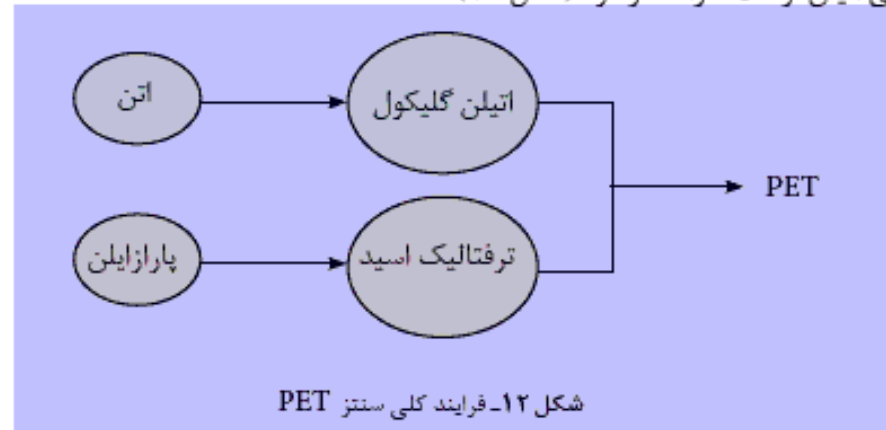 اتن
اتیلن گلیکول
PET
پارازایلن
ترفتالیک اسید
شکل ۱۲ـ فرایند کلی سنتز PET